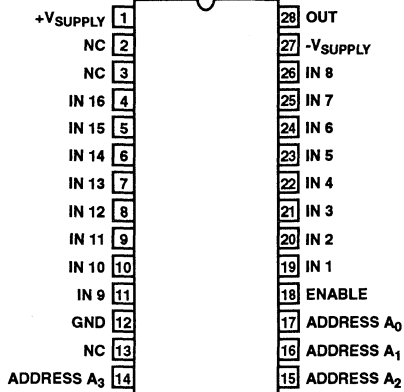 +VSUPPLY 1 28 OUT
NC 2 27 -VSUPPLY
NC 3 26 IN 8
IN 16 4 25 IN 7
IN 15 5 24 IN 6
IN 14 6 23 IN 5
IN 13 7 22 IN 4
IN 12 8 21 IN 3
IN 11 9 20 IN 2
IN 10 10 19 IN 1
IN 9 11 18 ENABLE
GND 12 17 ADDRESS A0
NC 13 16 ADDRESS A1
ADDRESS A3 14 15 ADDRESS A2